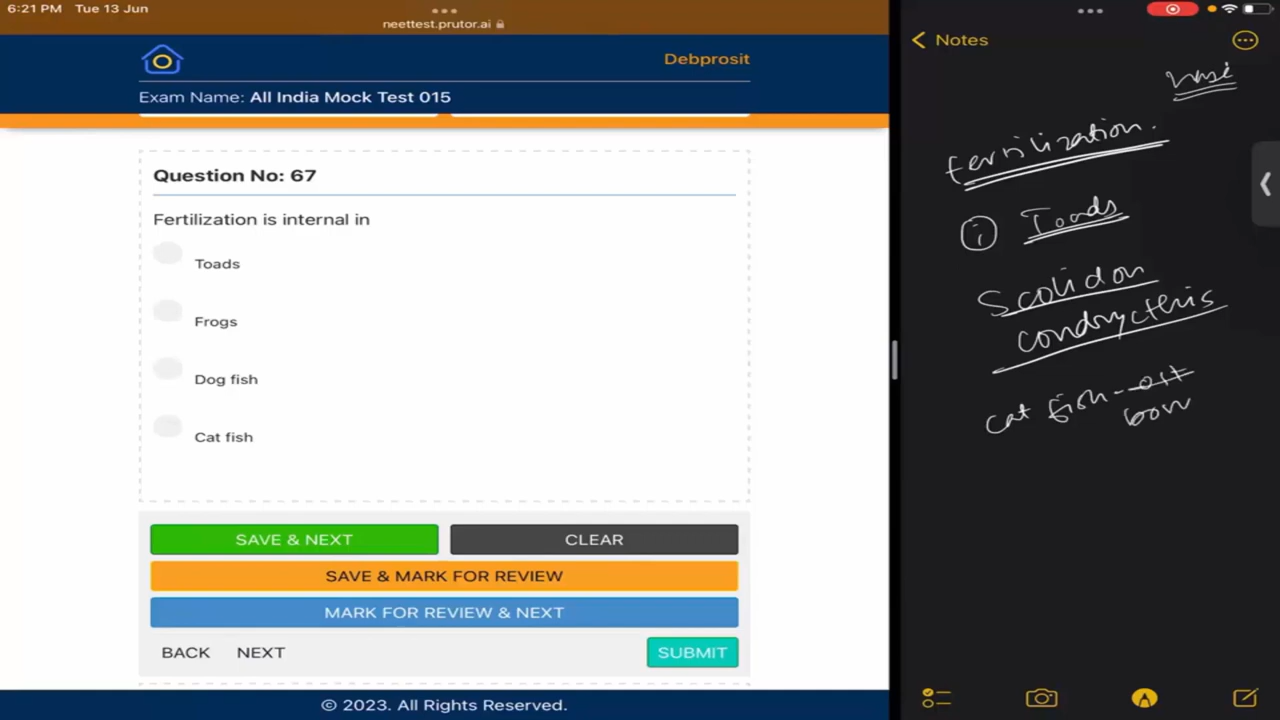 6:21 PM Tue 13 Jun
neettest.prutor.ai
Debprosit
Exam Name: All India Mock Test 015
Question No: 67
Fertilization is internal in
Toads
Frogs
Dog fish
Cat fish
SAVE & NEXT
CLEAR
SAVE & MARK FOR REVIEW
MARK FOR REVIEW & NEXT
BACK
NEXT
SUBMIT
© 2023. All Rights Reserved.
Notes
fertilization.
i Toads
Scolidon
condrycthis
cat fish -
bon